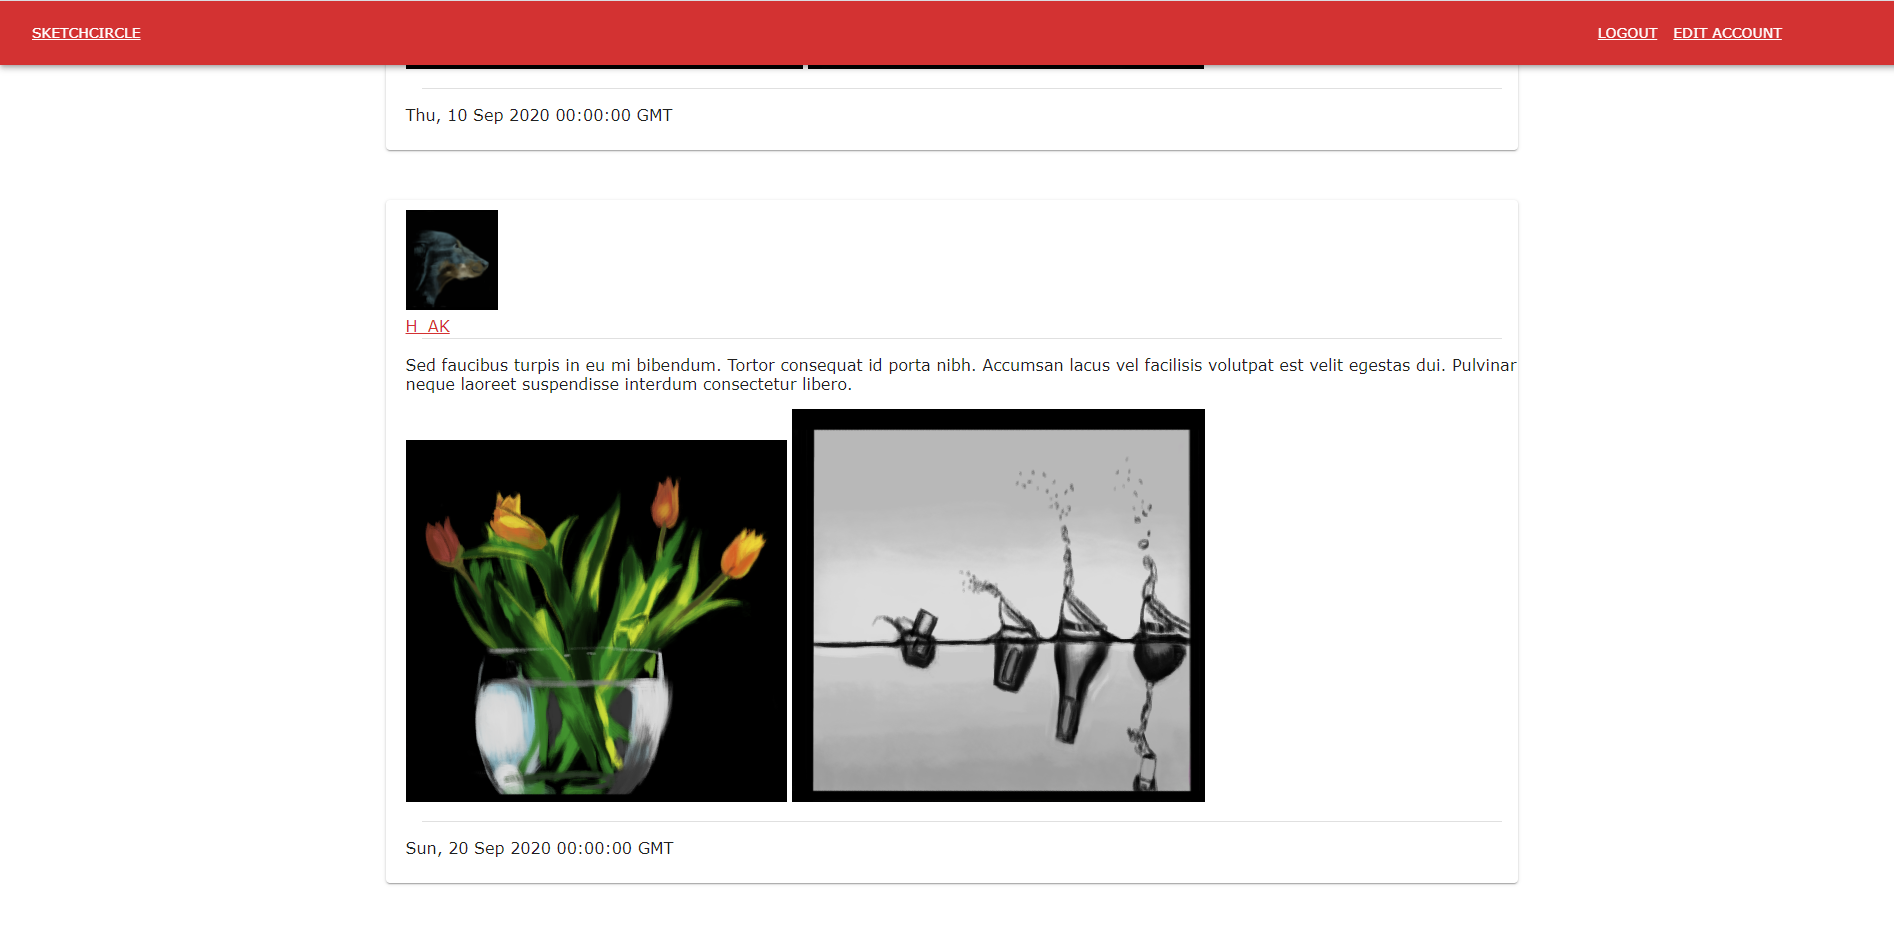 SKETCHCIRCLE
LOGOUT EDIT ACCOUNT
Thu, 10 Sep 2020 00:00:00 GMT
H_AK
Sed faucibus turpis in eu mi bibendum. Tortor consequat id porta nibh. Accumsan lacus vel facilisis volutpat est velit egestas dui. Pulvinar
neque laoreet suspendisse interdum consectetur libero.
Sun, 20 Sep 2020 00:00:00 GMT